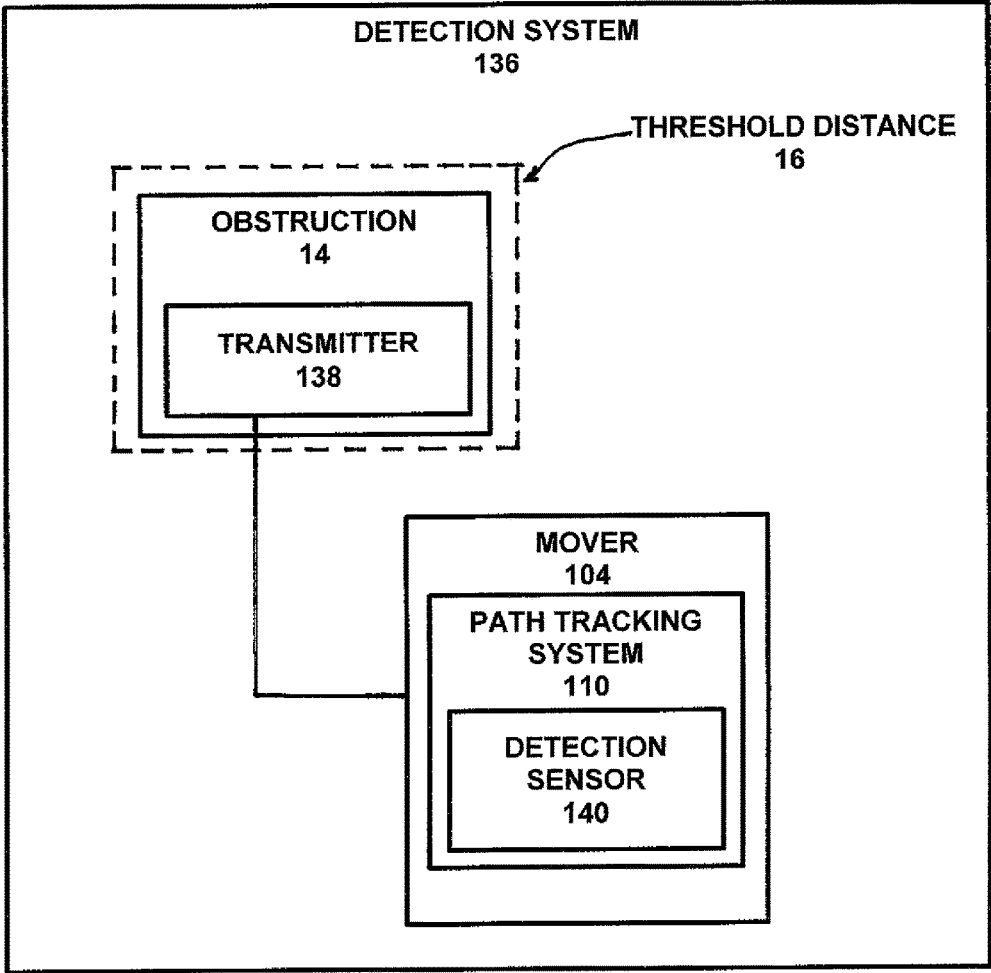 DETECTION SYSTEM
136
THRESHOLD DISTANCE
16
OBSTRUCTION
14
TRANSMITTER
138
MOVER
104
PATH TRACKING
SYSTEM
110
DETECTION
SENSOR
140